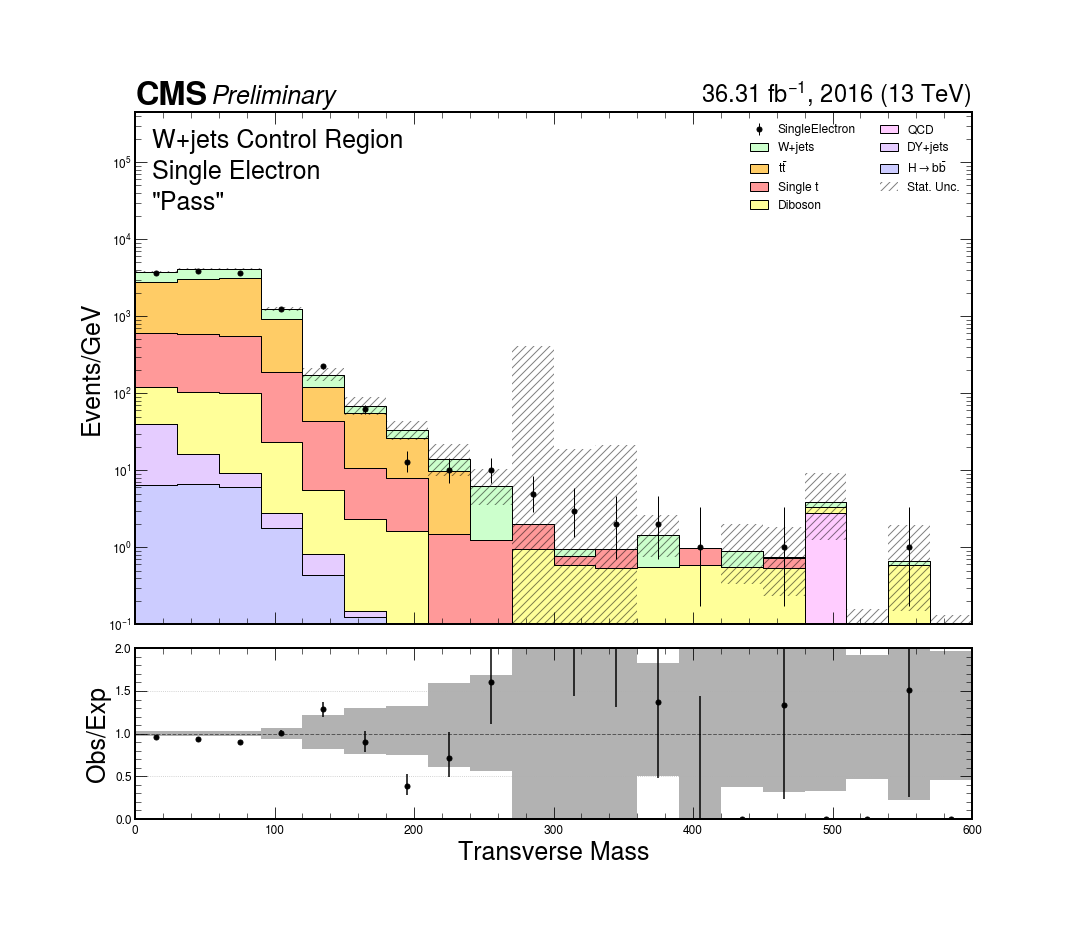 CMS Preliminary 36.31 fb⁻¹, 2016 (13 TeV)
W+jets Control Region
Single Electron
"Pass"
SingleElectron
W+jets
tt̄
Single t
Diboson
QCD
DY+jets
H→bb̄
Stat. Unc.
Events/GeV
10⁵
10⁴
10³
10²
10¹
10⁰
10⁻¹
Obs/Exp
2.0
1.5
1.0
0.5
0.0
0 100 200 300 400 500 600
Transverse Mass